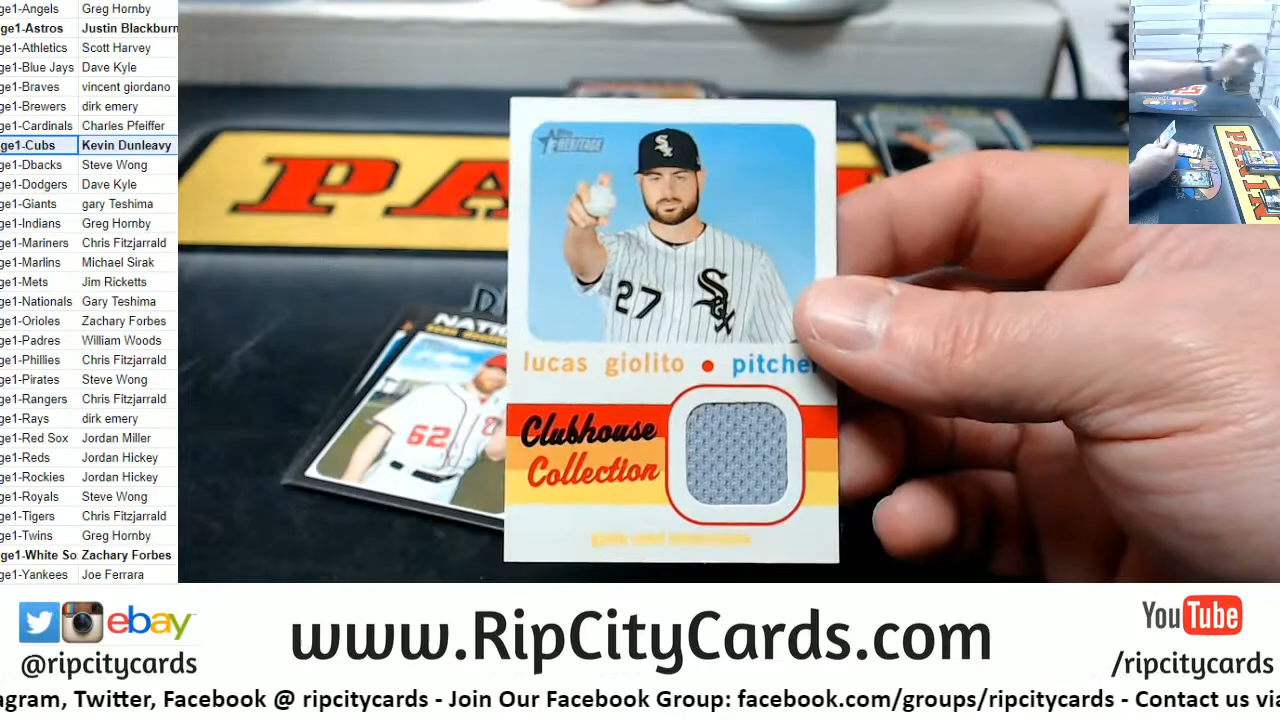 ge1-Angels Greg Hornby
ge1-Astros Justin Blackburn
ge1-Athletics Scott Harvey
ge1-Blue Jays Dave Kyle
ge1-Braves vincent giordano
ge1-Brewers dirk emery
ge1-Cardinals Charles Pfeiffer
ge1-Cubs Kevin Dunleavy
ge1-Dbacks Steve Wong
ge1-Dodgers Dave Kyle
ge1-Giants gary Teshima
ge1-Indians Greg Hornby
ge1-Mariners Chris Fitzjarrald
ge1-Marlins Michael Sirak
ge1-Mets Jim Ricketts
ge1-Nationals Gary Teshima
ge1-Orioles Zachary Forbes
ge1-Padres William Woods
ge1-Phillies Chris Fitzjarrald
ge1-Pirates Steve Wong
ge1-Rangers Chris Fitzjarrald
ge1-Rays dirk emery
ge1-Red Sox Jordan Miller
ge1-Reds Jordan Hickey
ge1-Rockies Jordan Hickey
ge1-Royals Steve Wong
ge1-Tigers Chris Fitzjarrald
ge1-Twins Greg Hornby
ge1-White So Zachary Forbes
ge1-Yankees Joe Ferrara
PA
HERITAGE
Sox
27 Sox
lucas giolito • pitcher
Clubhouse
Collection
NATI
62
ebay
@ripcitycards
www.RipCityCards.com
YouTube
/ripcitycards
agram, Twitter, Facebook @ ripcitycards - Join Our Facebook Group: facebook.com/groups/ripcitycards - Contact us via